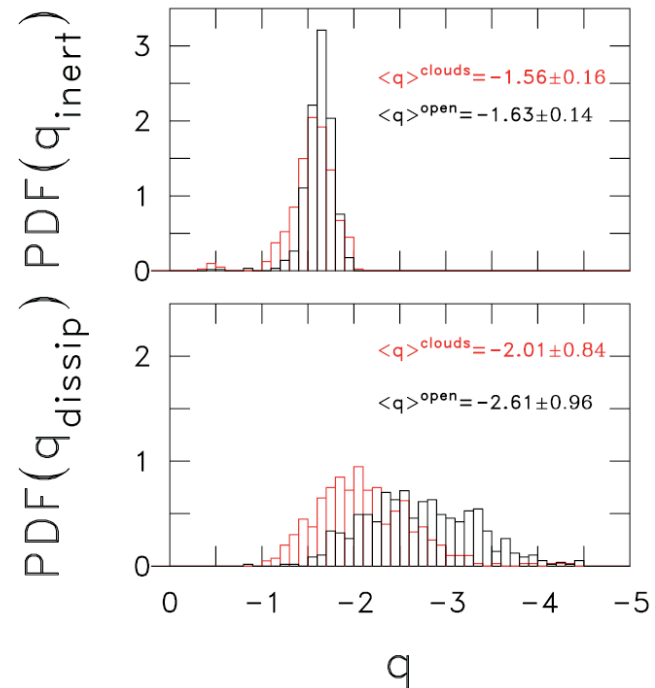 PDF(q_inert)
3
2
1
0
<q>^clouds=-1.56±0.16
<q>^open=-1.63±0.14
PDF(q_dissip)
2
1
0
<q>^clouds=-2.01±0.84
<q>^open=-2.61±0.96
0 -1 -2 -3 -4 -5
q